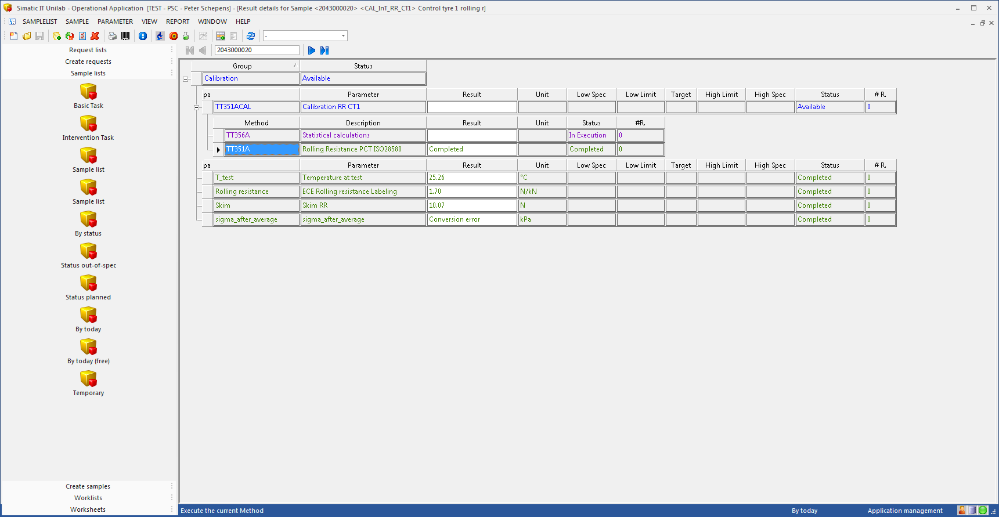 Simatic IT Unilab - Operational Application [TEST - PSC - Peter Schepens] - [Result details for Sample <2043000020> <CAL_InT_RR_CT1> Control tyre 1 rolling r]
SAMPLELIST SAMPLE PARAMETER VIEW REPORT WINDOW HELP
-
Request lists
Create requests
Sample lists
Basic Task
Intervention Task
Sample list
Sample list
By status
Status out-of-spec
Status planned
By today
By today (free)
Temporary
Create samples
Worklists
Worksheets
2043000020
Group Status
Calibration Available
pa Parameter Result Unit Low Spec Low Limit Target High Limit High Spec Status # R.
TT351ACAL Calibration RR CT1 Available 0
Method Description Result Unit Status #R.
TT356A Statistical calculations In Execution 0
TT351A Rolling Resistance PCT ISO28580 Completed Completed 0
pa Parameter Result Unit Low Spec Low Limit Target High Limit High Spec Status # R.
T_test Temperature at test 25.26 °C Completed 0
Rolling resistance ECE Rolling resistance Labeling 1.70 N/kN Completed 0
Skim Skim RR 10.07 N Completed 0
sigma_after_average sigma_after_average Conversion error kPa Completed 0
Execute the current Method By today Application management